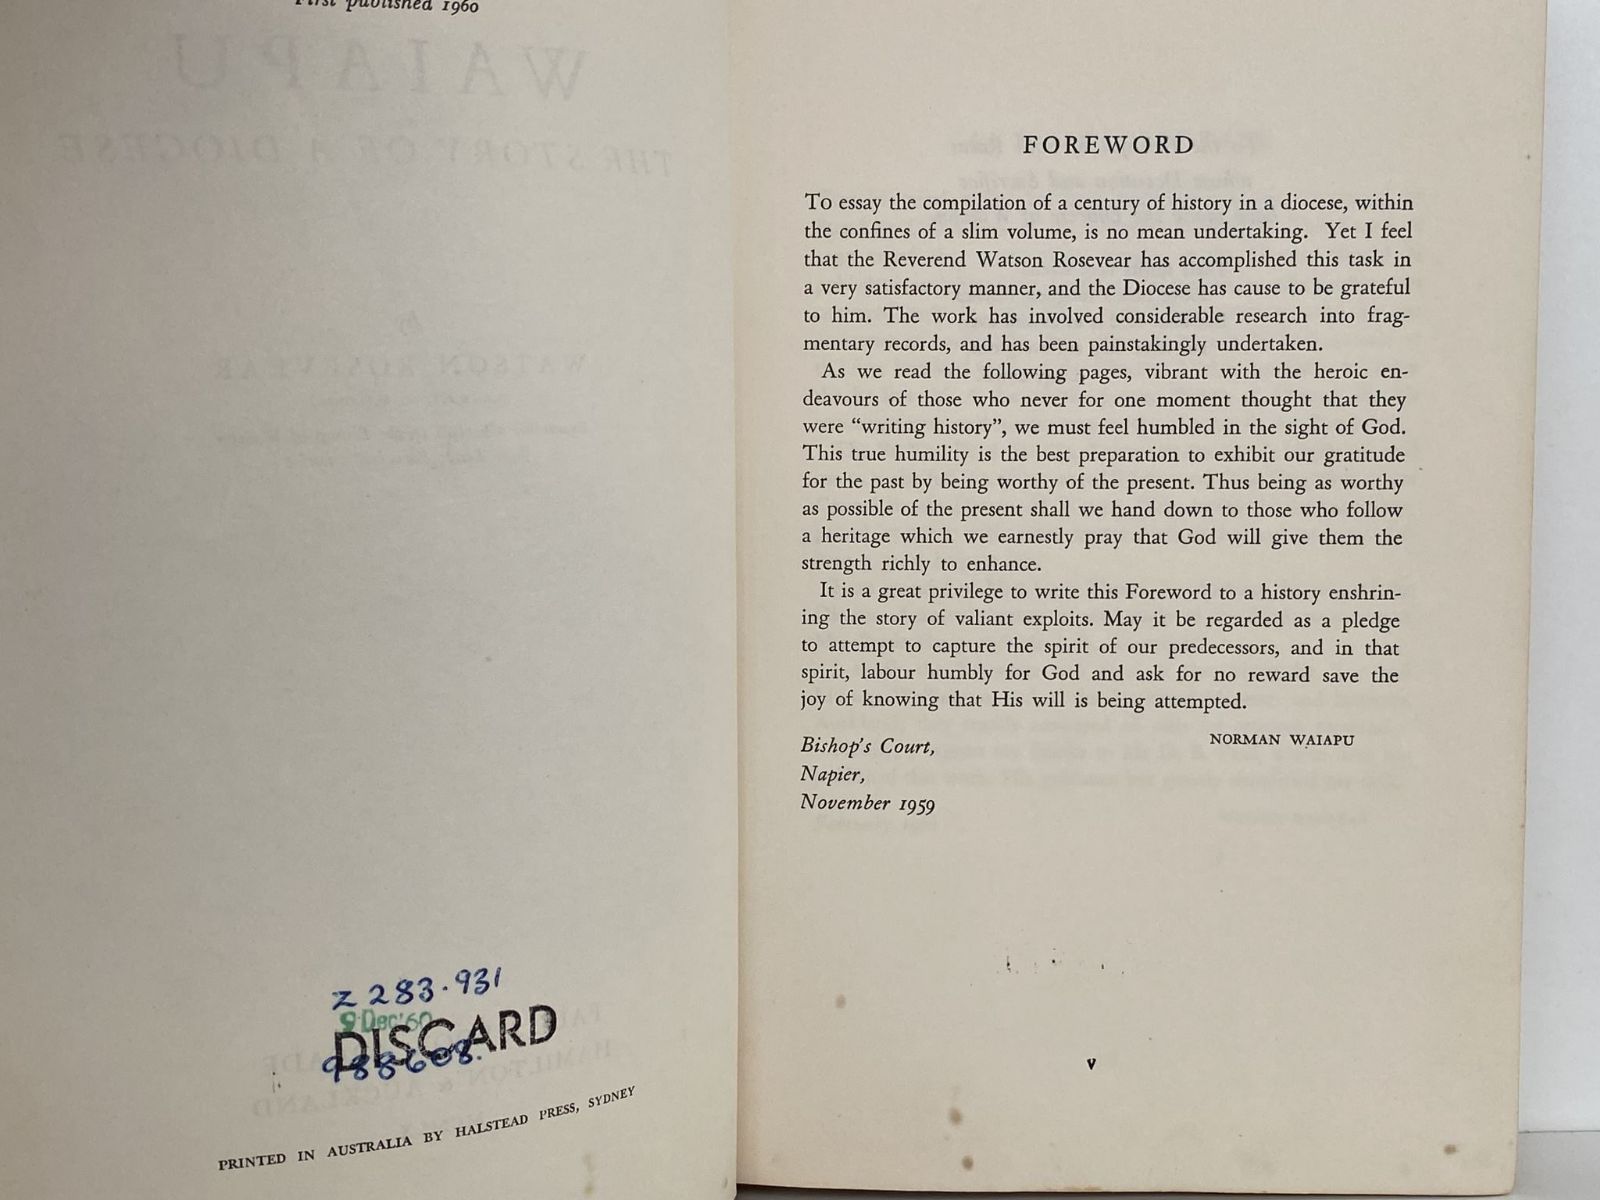 First published 1960
WAIAPU
THE STORY OF A DIOCESE
by
WATSON ROSEVEAR
z 283.931
9 Dec '60
DISCARD
988608.
HAMILTON & AUCKLAND
PRINTED IN AUSTRALIA BY HALSTEAD PRESS, SYDNEY
FOREWORD
To essay the compilation of a century of history in a diocese, within
the confines of a slim volume, is no mean undertaking. Yet I feel
that the Reverend Watson Rosevear has accomplished this task in
a very satisfactory manner, and the Diocese has cause to be grateful
to him. The work has involved considerable research into frag-
mentary records, and has been painstakingly undertaken.
As we read the following pages, vibrant with the heroic en-
deavours of those who never for one moment thought that they
were “writing history”, we must feel humbled in the sight of God.
This true humility is the best preparation to exhibit our gratitude
for the past by being worthy of the present. Thus being as worthy
as possible of the present shall we hand down to those who follow
a heritage which we earnestly pray that God will give them the
strength richly to enhance.
It is a great privilege to write this Foreword to a history enshrin-
ing the story of valiant exploits. May it be regarded as a pledge
to attempt to capture the spirit of our predecessors, and in that
spirit, labour humbly for God and ask for no reward save the
joy of knowing that His will is being attempted.
NORMAN WAIAPU
Bishop's Court,
Napier,
November 1959
v